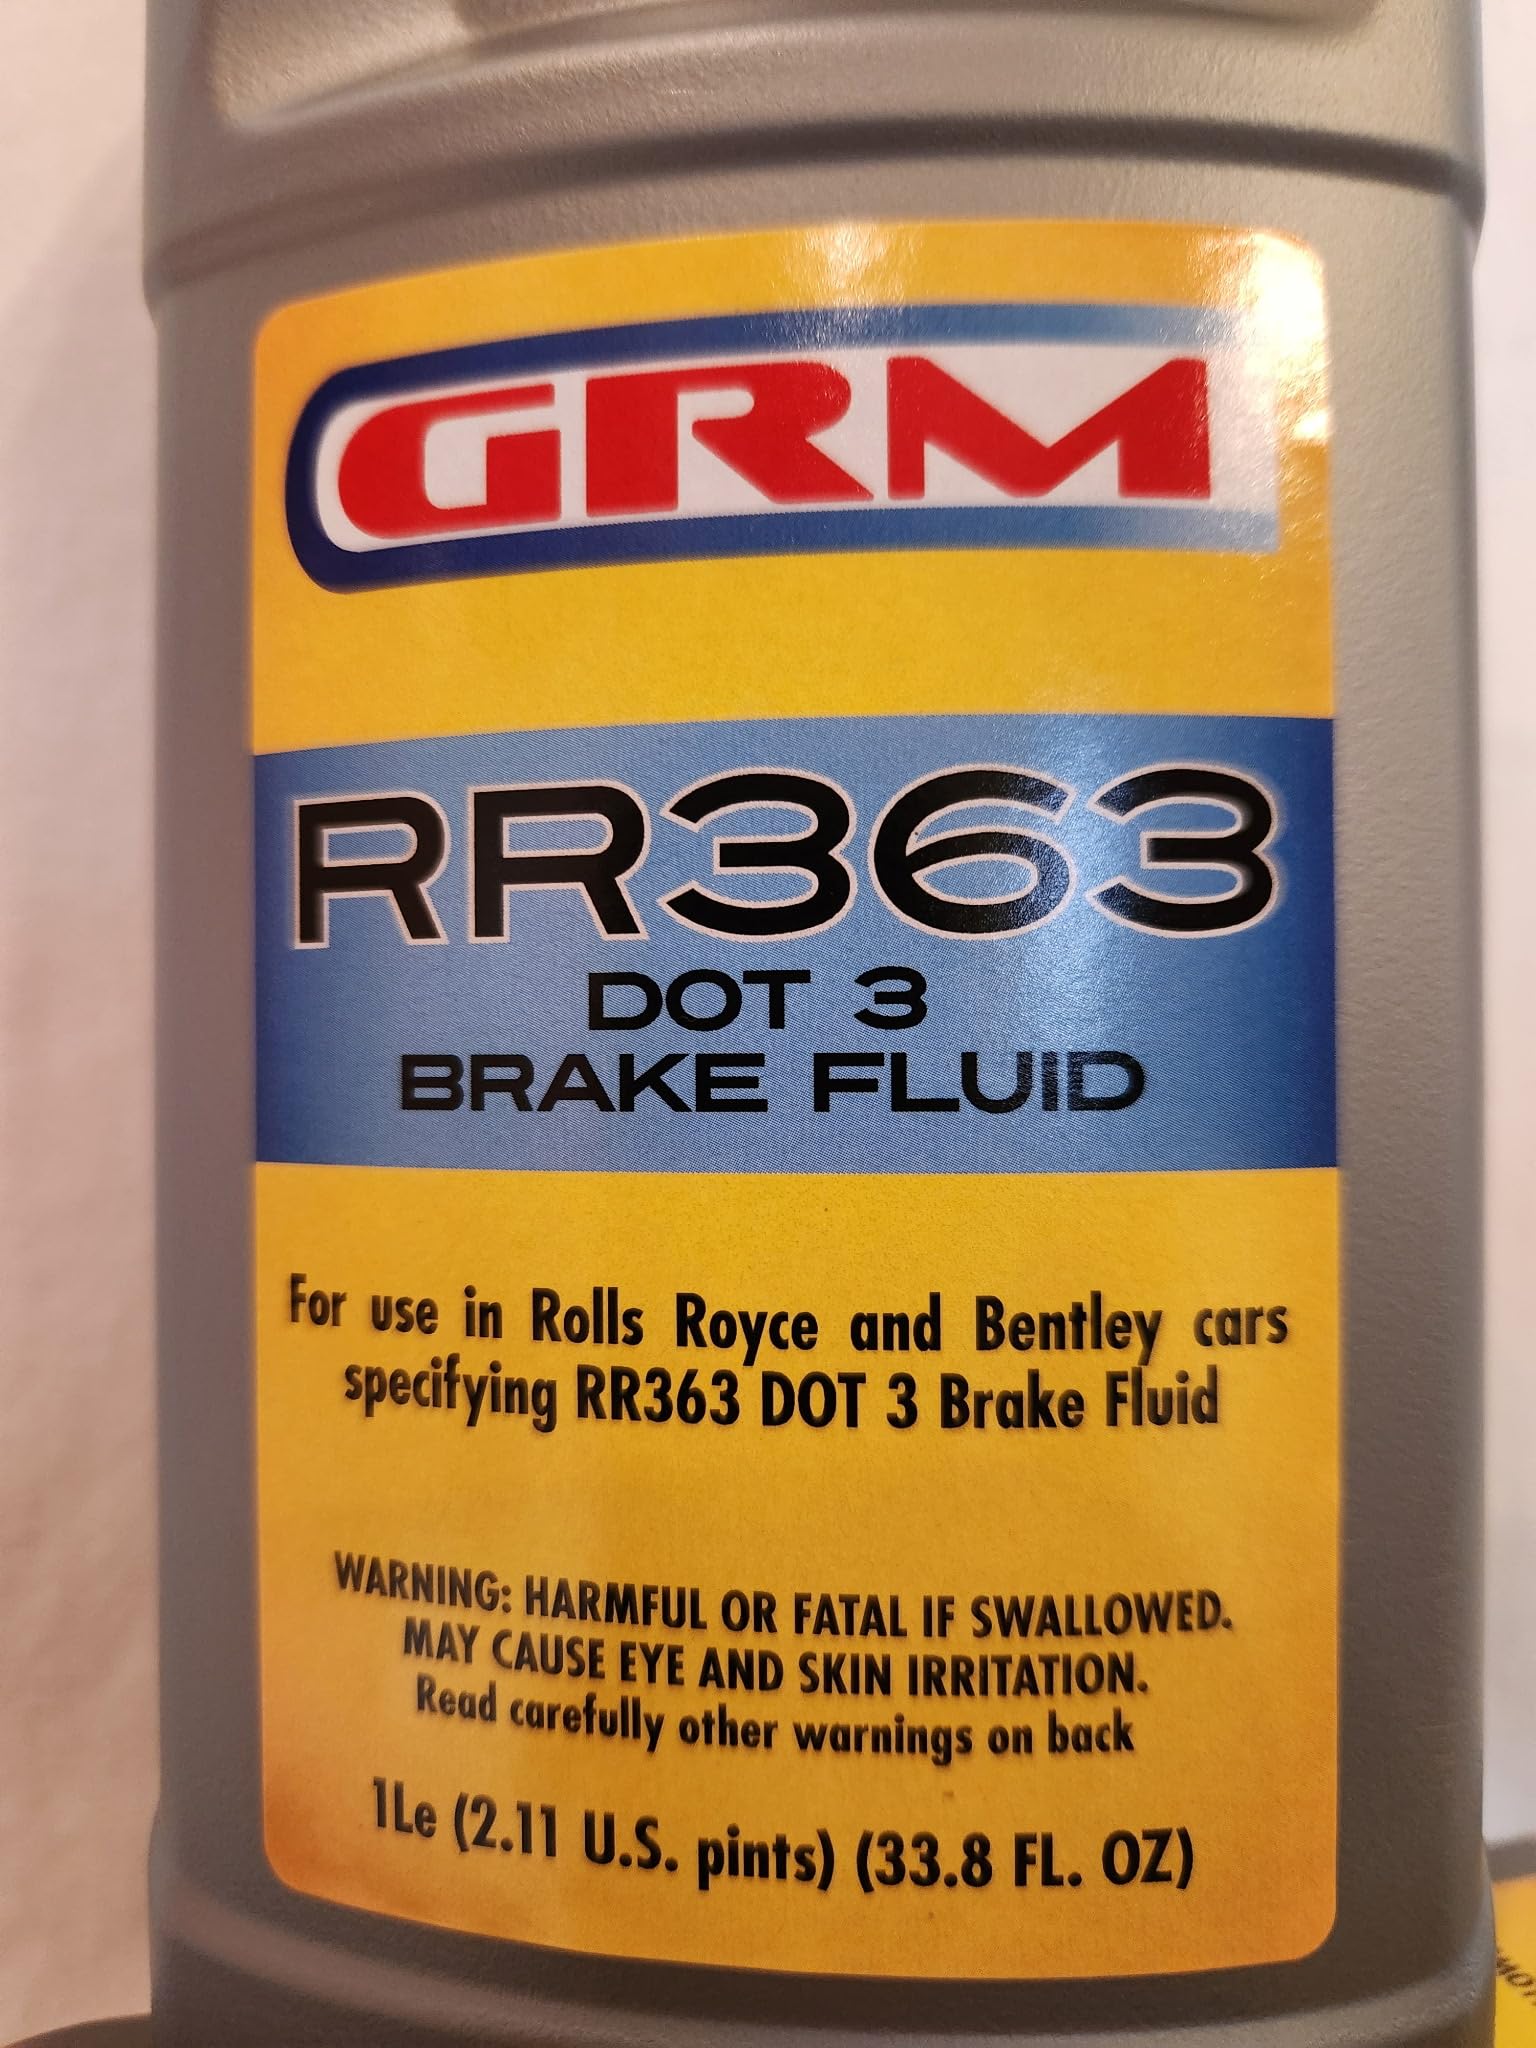 GRM
RR363
DOT 3
BRAKE FLUID
For use in Rolls Royce and Bentley cars
specifying RR363 DOT 3 Brake Fluid
WARNING: HARMFUL OR FATAL IF SWALLOWED.
MAY CAUSE EYE AND SKIN IRRITATION.
Read carefully other warnings on back
1Le (2.11 U.S. pints) (33.8 FL. OZ)